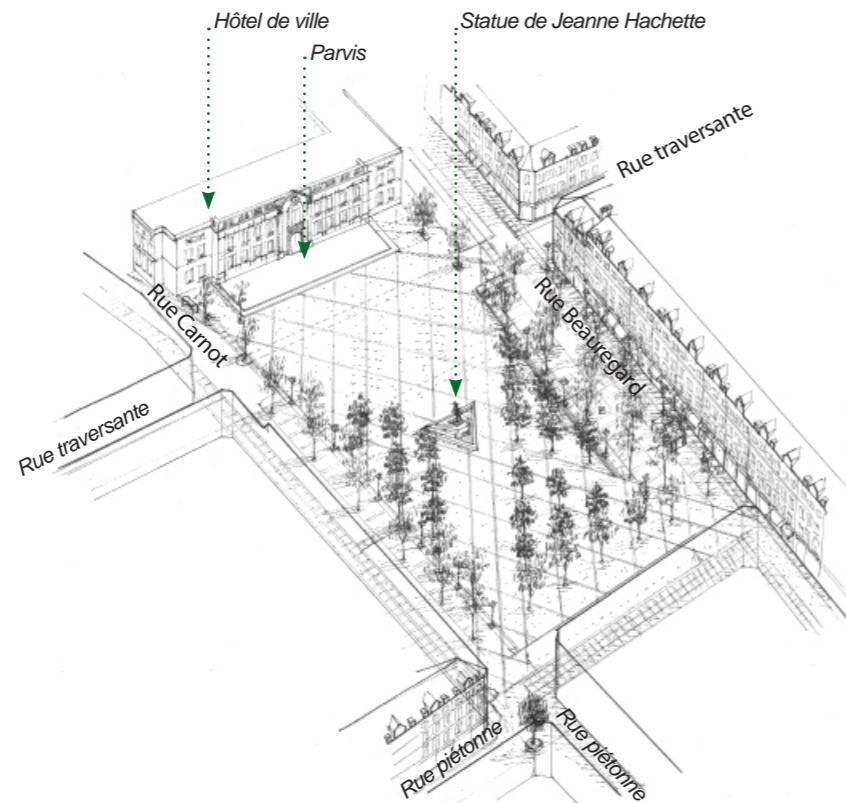 Hôtel de ville
Statue de Jeanne Hachette
Parvis
Rue traversante
Rue Carnot
Rue Beauregard
Rue traversante
Rue piétonne
Rue piétonne